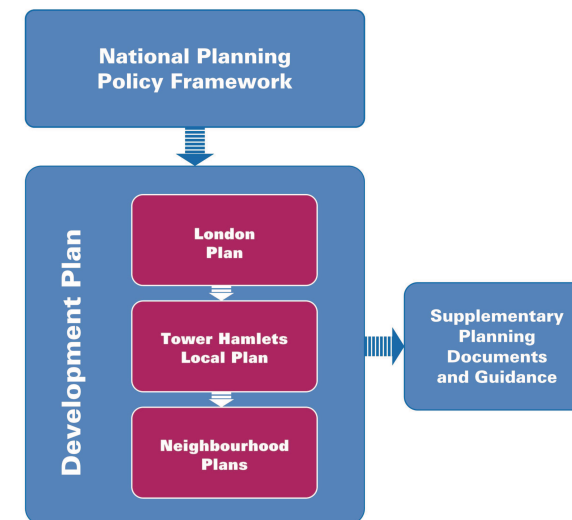 National Planning
Policy Framework
Development Plan
London
Plan
Tower Hamlets
Local Plan
Neighbourhood
Plans
Supplementary
Planning
Documents
and Guidance